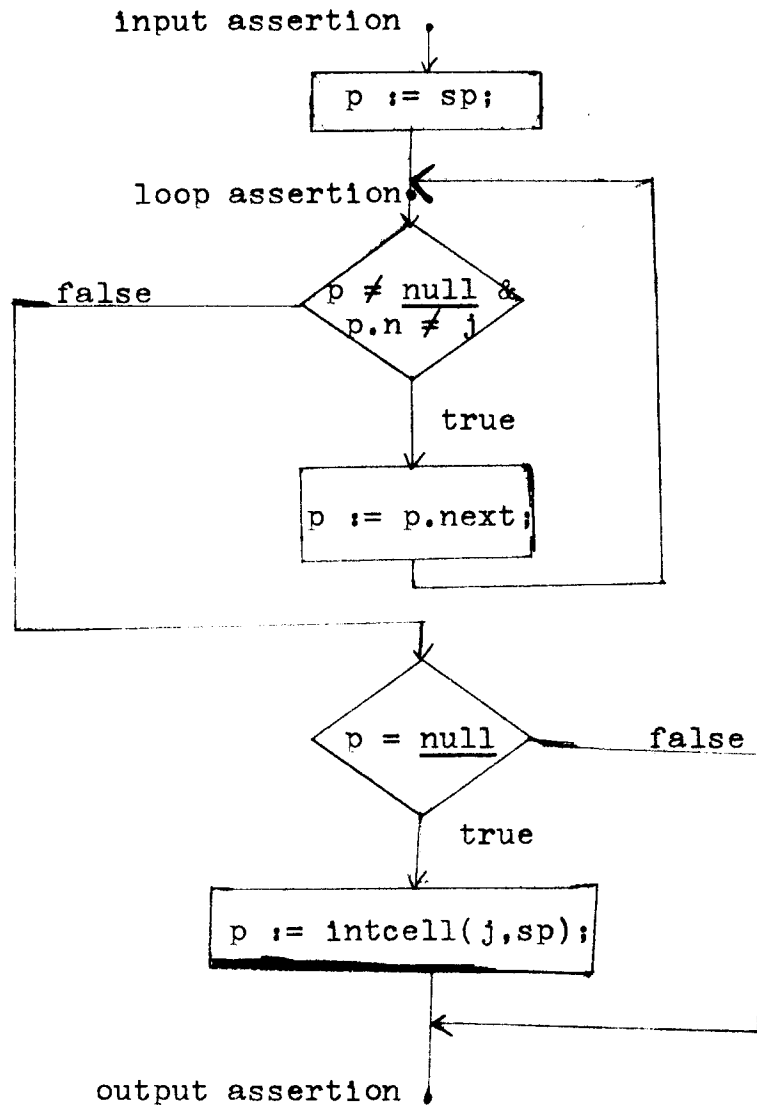 input assertion
p := sp;
loop assertion
false
p ≠ null &
p.n ≠ j
true
p := p.next;
p = null
false
true
p := intcell(j,sp);
output assertion